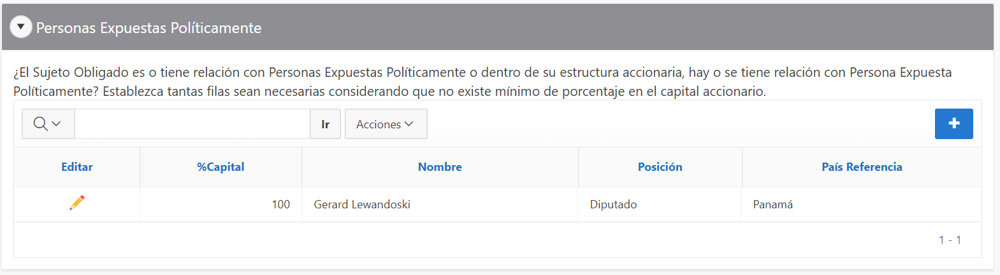 Personas Expuestas Políticamente
¿El Sujeto Obligado es o tiene relación con Personas Expuestas Políticamente o dentro de su estructura accionaria, hay o se tiene relación con Persona Expuesta
Políticamente? Establezca tantas filas sean necesarias considerando que no existe mínimo de porcentaje en el capital accionario.
Ir Acciones
Editar %Capital Nombre Posición País Referencia
100 Gerard Lewandoski Diputado Panamá
1 - 1